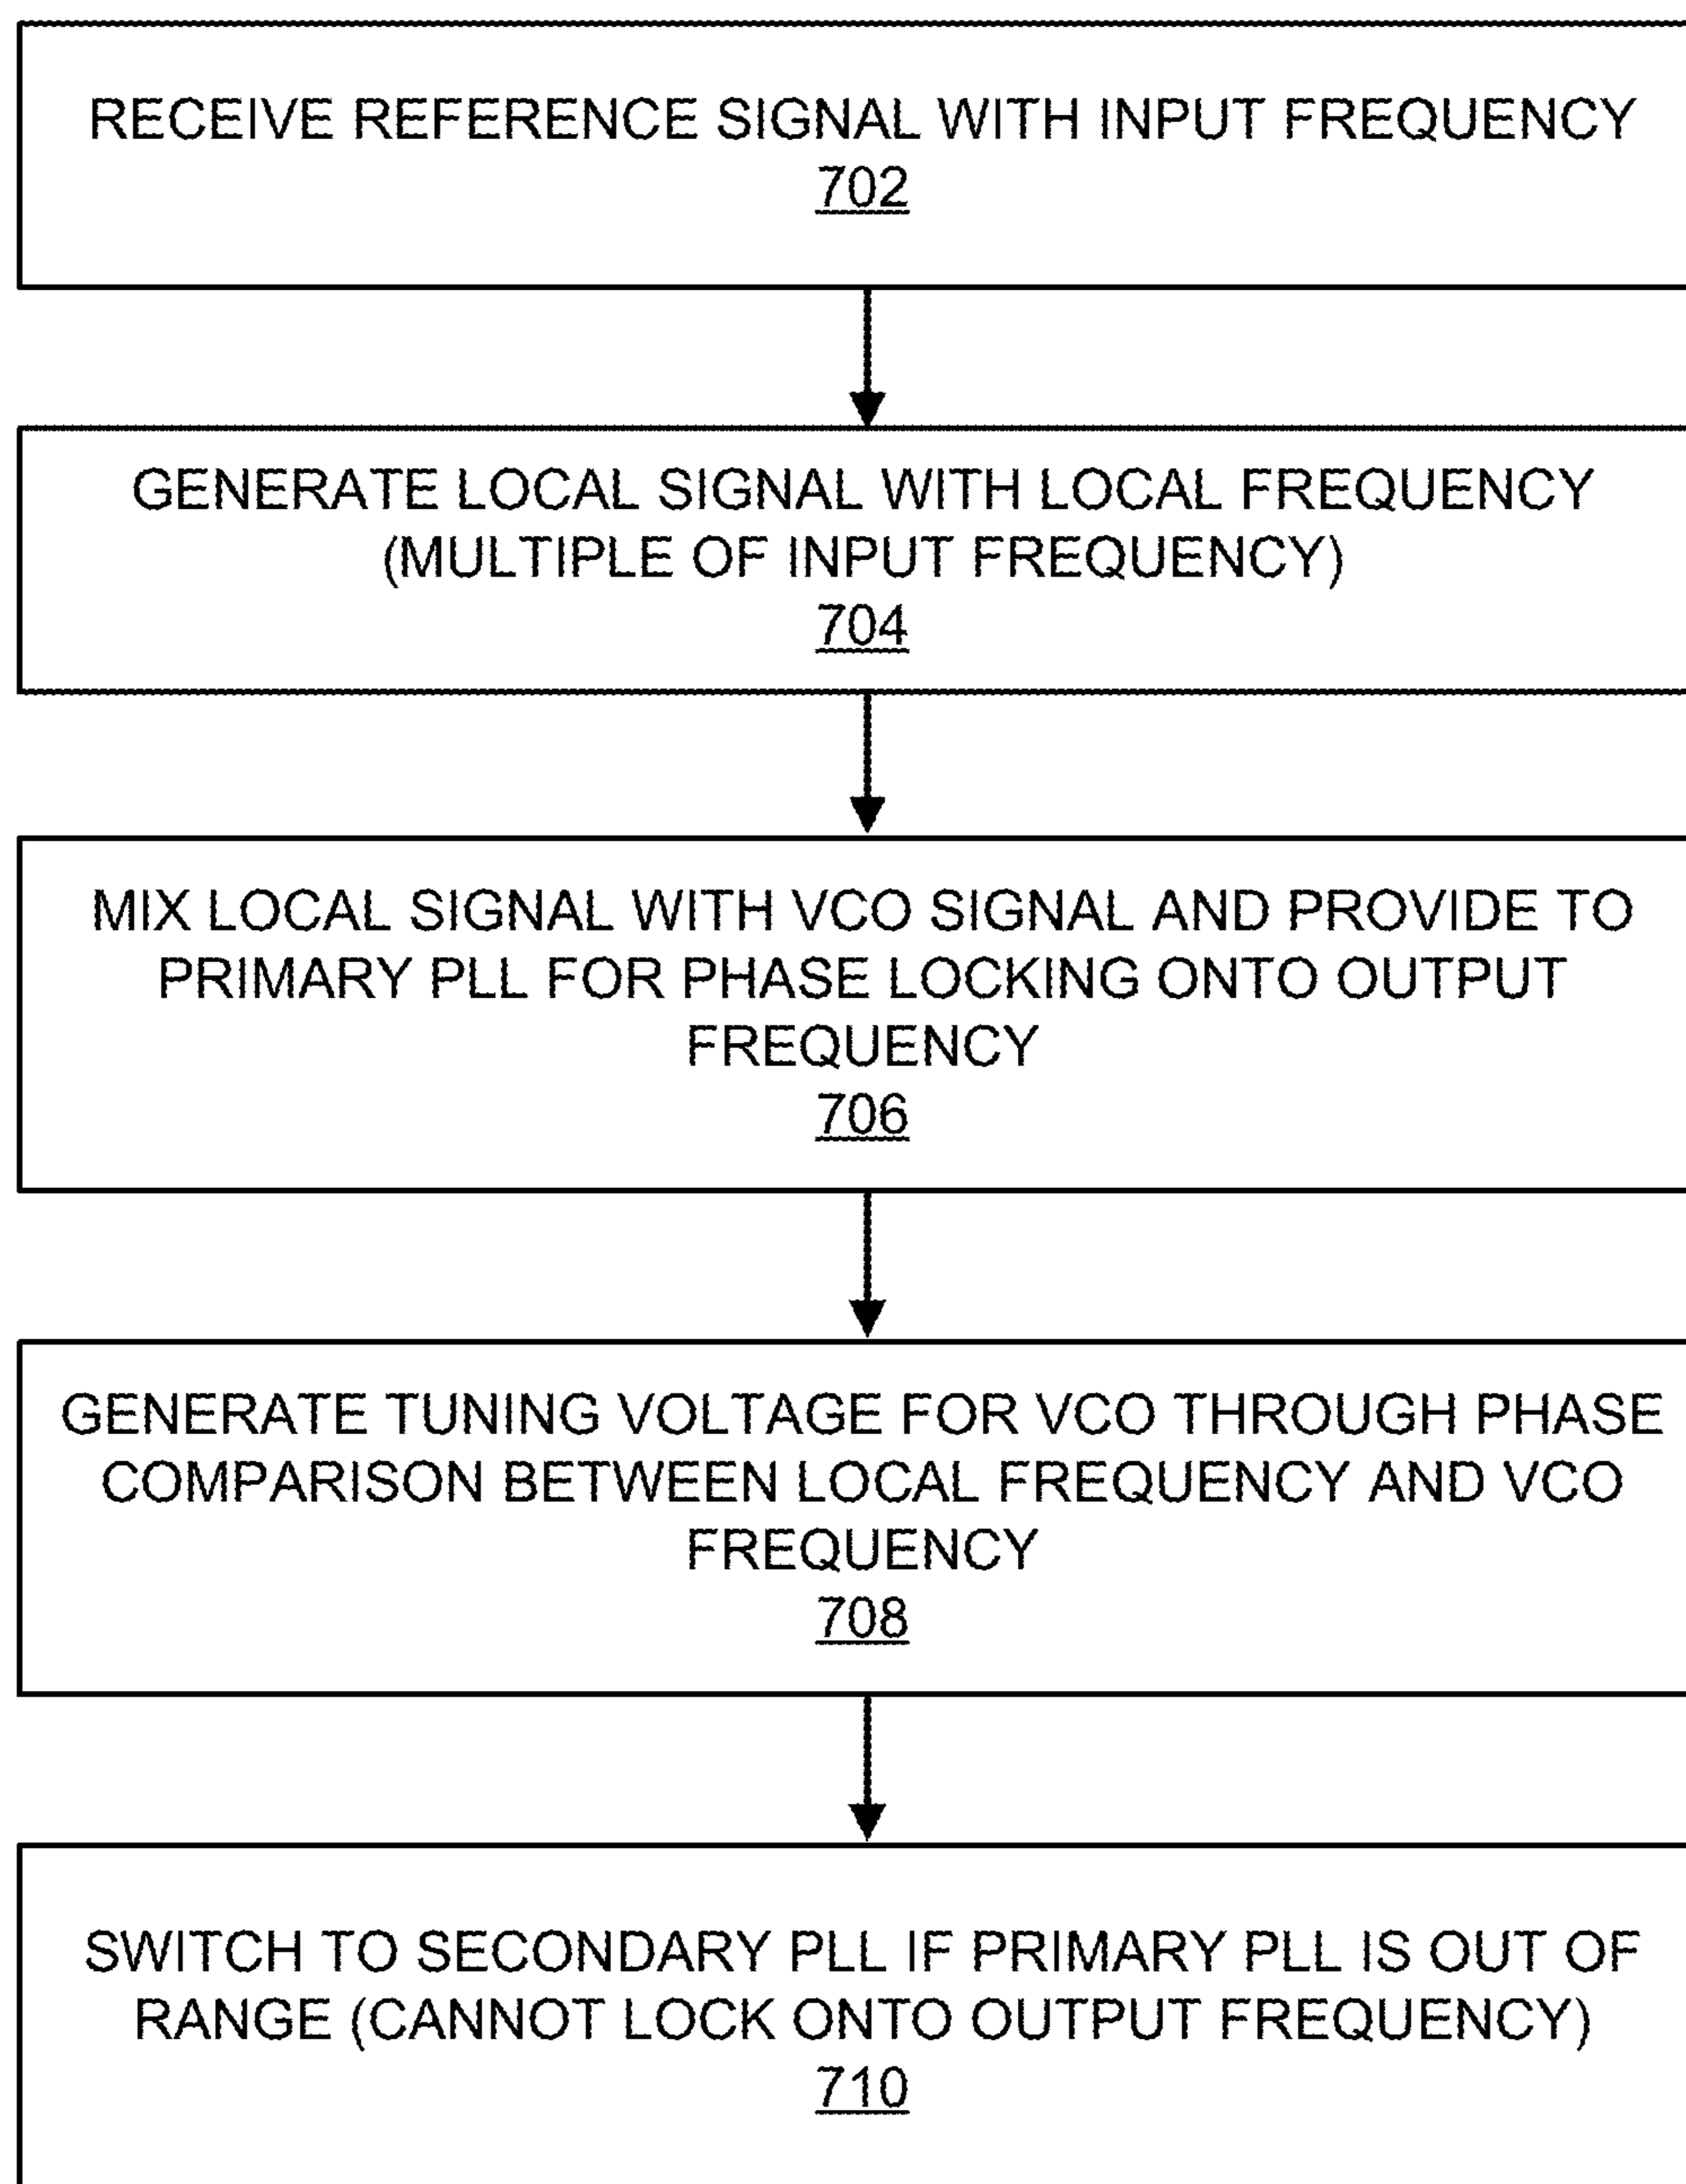 RECEIVE REFERENCE SIGNAL WITH INPUT FREQUENCY
702
GENERATE LOCAL SIGNAL WITH LOCAL FREQUENCY
(MULTIPLE OF INPUT FREQUENCY)
704
MIX LOCAL SIGNAL WITH VCO SIGNAL AND PROVIDE TO
PRIMARY PLL FOR PHASE LOCKING ONTO OUTPUT
FREQUENCY
706
GENERATE TUNING VOLTAGE FOR VCO THROUGH PHASE
COMPARISON BETWEEN LOCAL FREQUENCY AND VCO
FREQUENCY
708
SWITCH TO SECONDARY PLL IF PRIMARY PLL IS OUT OF
RANGE (CANNOT LOCK ONTO OUTPUT FREQUENCY)
710